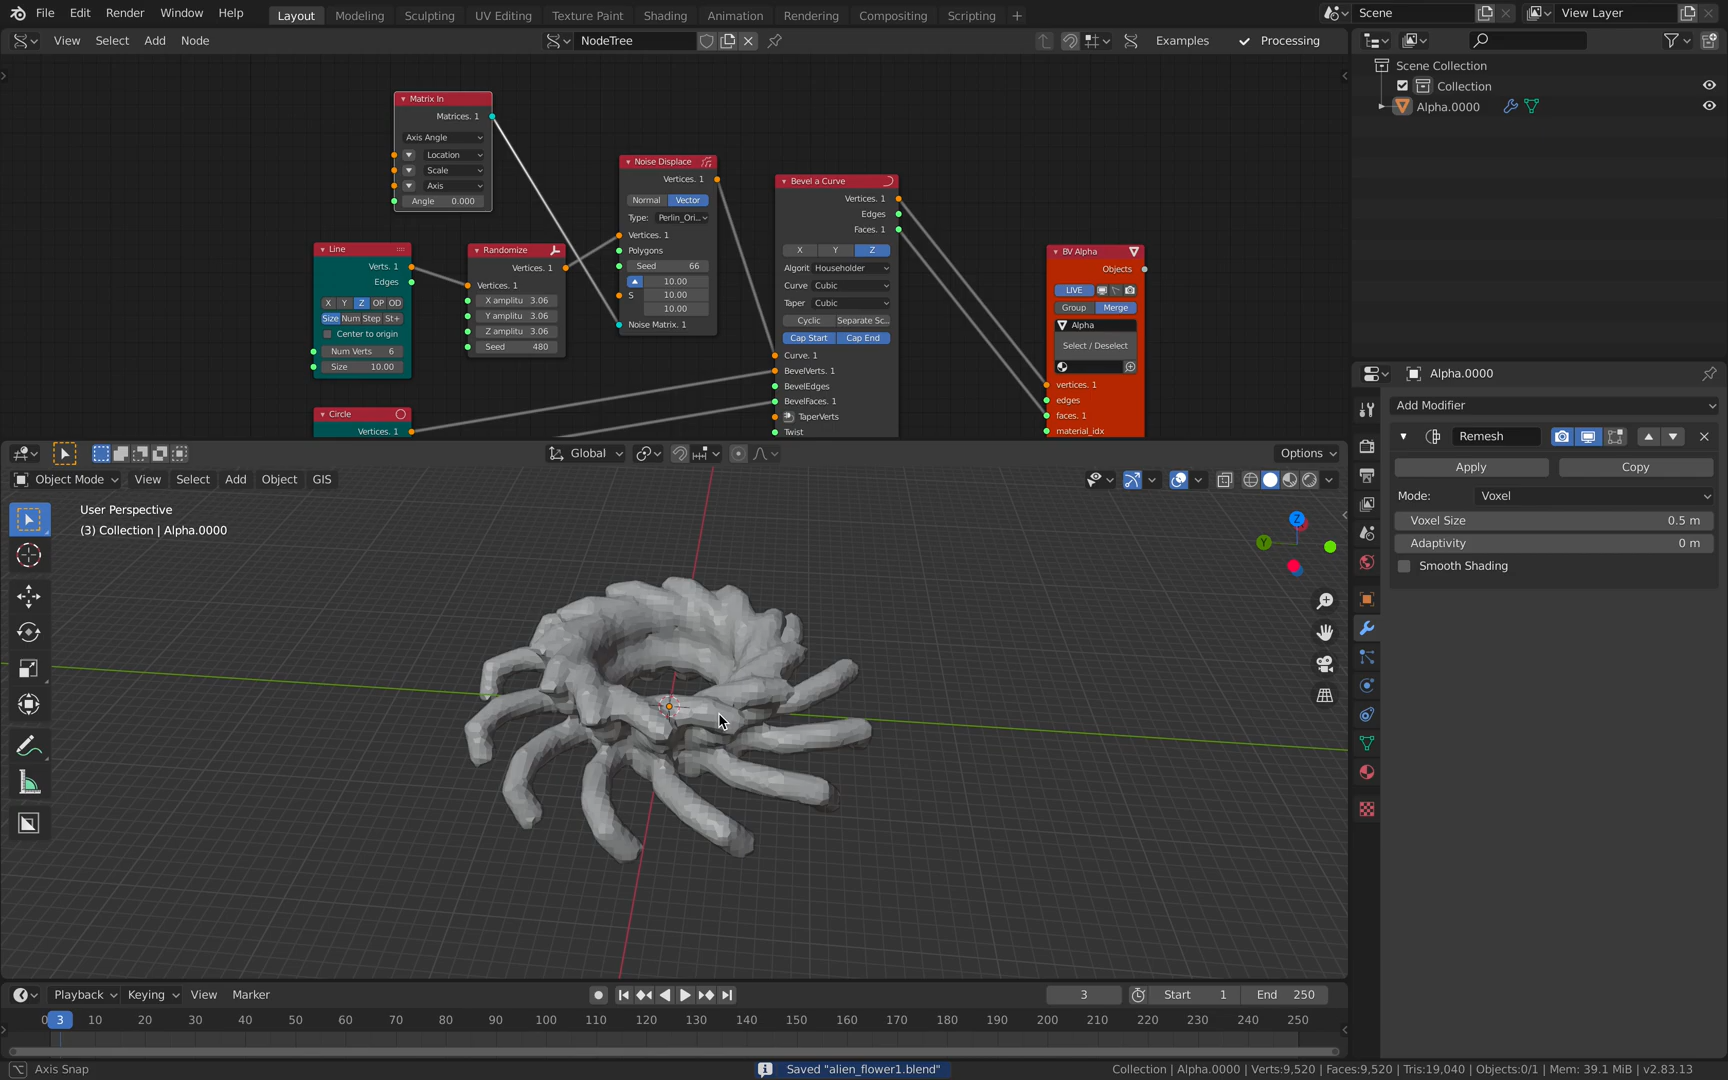 File Edit Render Window Help Layout Modeling Sculpting UV Editing Texture Paint Shading Animation Rendering Compositing Scripting + Scene View Layer
View Select Add Node NodeTree Examples Processing
Scene Collection
Collection
Alpha.0000
Matrix In
Matrices. 1
Axis Angle
Location
Scale
Axis
Angle 0.000
Line
Verts. 1
Edges
X Y Z OP OD
Size Num Step St+
Center to origin
Num Verts 6
Size 10.00
Circle
Vertices. 1
Randomize
Vertices. 1
Vertices. 1
X amplitu 3.06
Y amplitu 3.06
Z amplitu 3.06
Seed 480
Noise Displace
Vertices. 1
Normal Vector
Type: Perlin_Ori...
Vertices. 1
Polygons
Seed 66
10.00
S 10.00
10.00
Noise Matrix. 1
Bevel a Curve
Vertices. 1
Edges
Faces. 1
X Y Z
Algorit Householder
Curve Cubic
Taper Cubic
Cyclic Separate Sc...
Cap Start Cap End
Curve. 1
BevelVerts. 1
BevelEdges
BevelFaces. 1
TaperVerts
Twist
BV Alpha
Objects
LIVE
Group Merge
Alpha
Select / Deselect
vertices. 1
edges
faces. 1
material_idx
Alpha.0000
Add Modifier
Remesh
Apply Copy
Mode: Voxel
Voxel Size 0.5 m
Adaptivity 0 m
Smooth Shading
Global Options
Object Mode View Select Add Object GIS
User Perspective
(3) Collection | Alpha.0000
Z
Y
Playback Keying View Marker 3 Start 1 End 250
0 3 10 20 30 40 50 60 70 80 90 100 110 120 130 140 150 160 170 180 190 200 210 220 230 240 250
Axis Snap Saved "alien_flower1.blend" Collection | Alpha.0000 | Verts:9,520 | Faces:9,520 | Tris:19,040 | Objects:0/1 | Mem: 39.1 MiB | v2.83.13